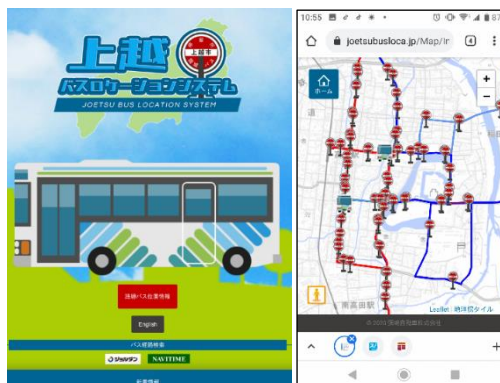 上越
上越市
バスロケーションシステム
JOETSU BUS LOCATION SYSTEM
路線バス位置情報
English
バス経路検索
ジョルダン
NAVITIME
10:55
87
joetsubusloca.jp/Map/Ir
4
ホーム
+
-
南高田駅
Leaflet | 地理院タイル